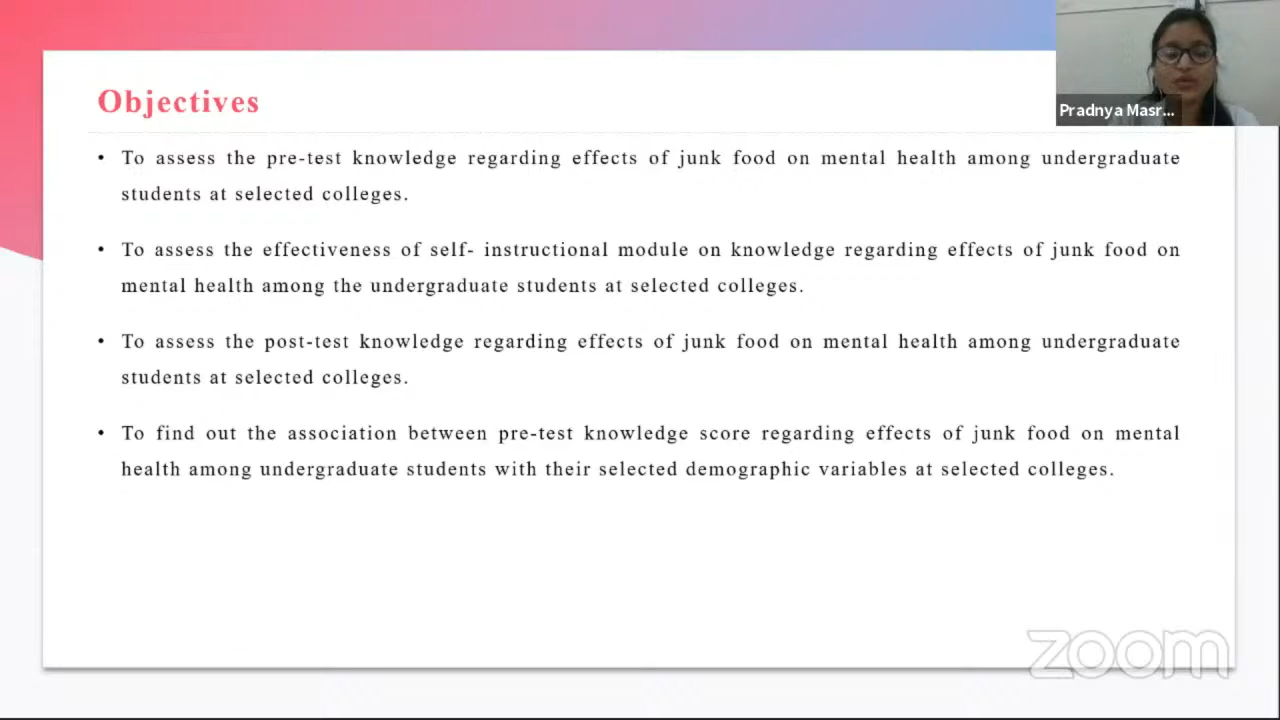 Objectives
Pradnya Masr...
• To assess the pre-test knowledge regarding effects of junk food on mental health among undergraduate
students at selected colleges.
• To assess the effectiveness of self- instructional module on knowledge regarding effects of junk food on
mental health among the undergraduate students at selected colleges.
• To assess the post-test knowledge regarding effects of junk food on mental health among undergraduate
students at selected colleges.
• To find out the association between pre-test knowledge score regarding effects of junk food on mental
health among undergraduate students with their selected demographic variables at selected colleges.
zoom